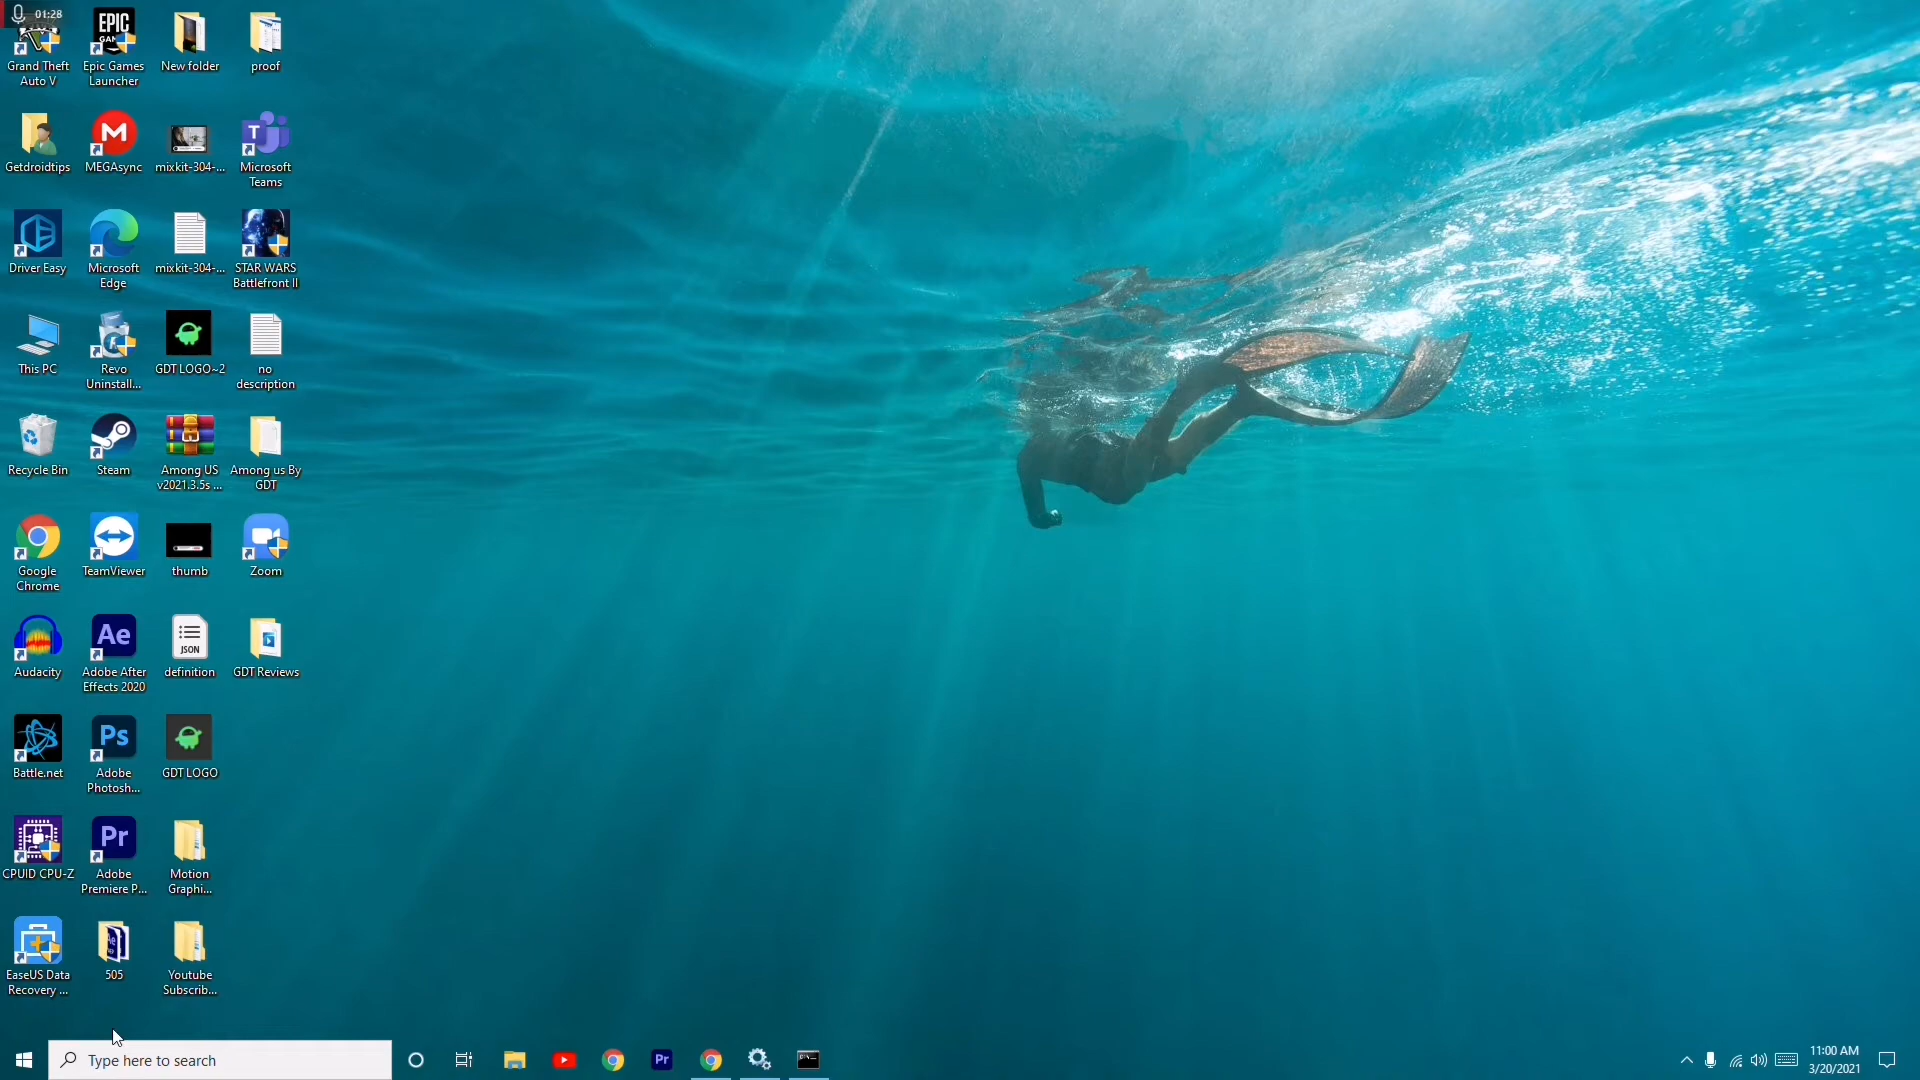 01:28
Grand Theft
Auto V
EPIC
GAMES
Epic Games
Launcher
New folder
proof
Getdroidtips
M
MEGAsync
mixkit-304-...
T
Microsoft
Teams
Driver Easy
Microsoft
Edge
mixkit-304-...
STAR WARS
Battlefront II
This PC
Revo
Uninstall...
GDT LOGO~2
no
description
Recycle Bin
Steam
Among US
v2021.3.5s ...
Among us By
GDT
Google
Chrome
TeamViewer
thumb
Zoom
Audacity
Ae
Adobe After
Effects 2020
JSON
definition
GDT Reviews
Battle.net
Ps
Adobe
Photosh...
GDT LOGO
CPUID CPU-Z
Pr
Adobe
Premiere P...
Motion
Graphi...
EaseUS Data
Recovery ...
505
Youtube
Subscrib...
Type here to search
Pr
11:00 AM
3/20/2021